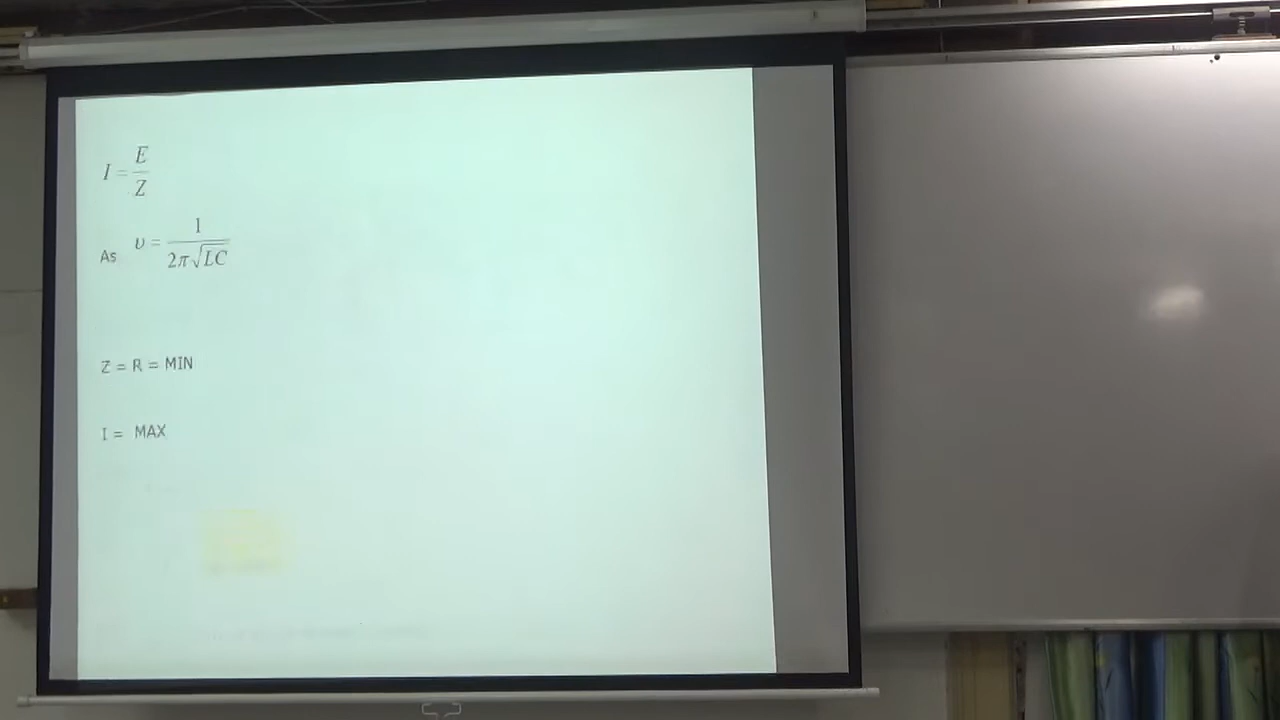 I = E/Z
As υ = 1/(2π√LC)
Z = R = MIN
I = MAX